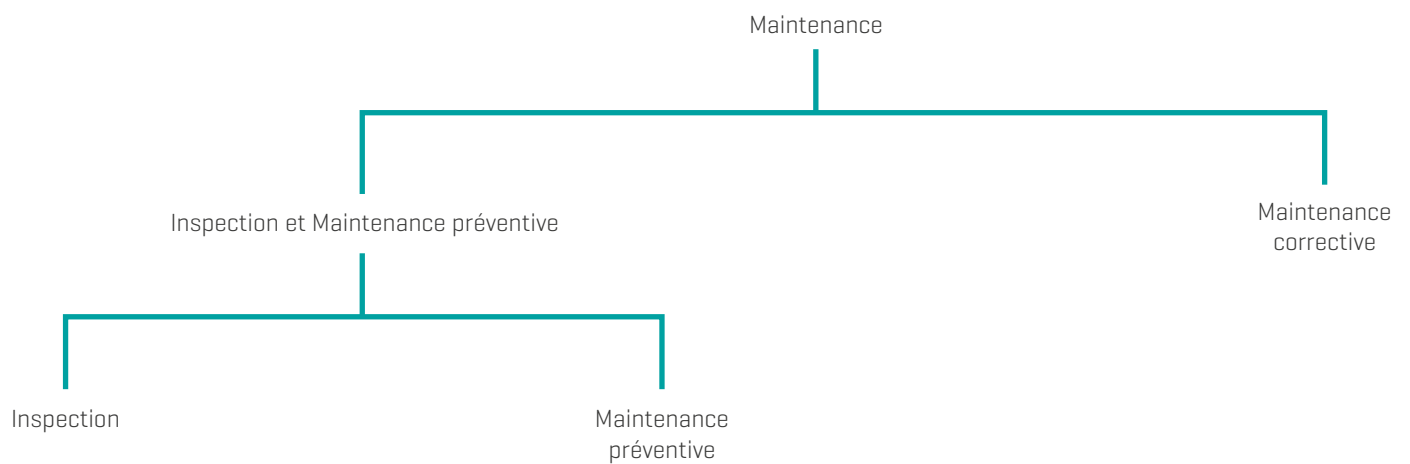 Maintenance
Inspection et Maintenance préventive
Maintenance
corrective
Inspection
Maintenance
préventive